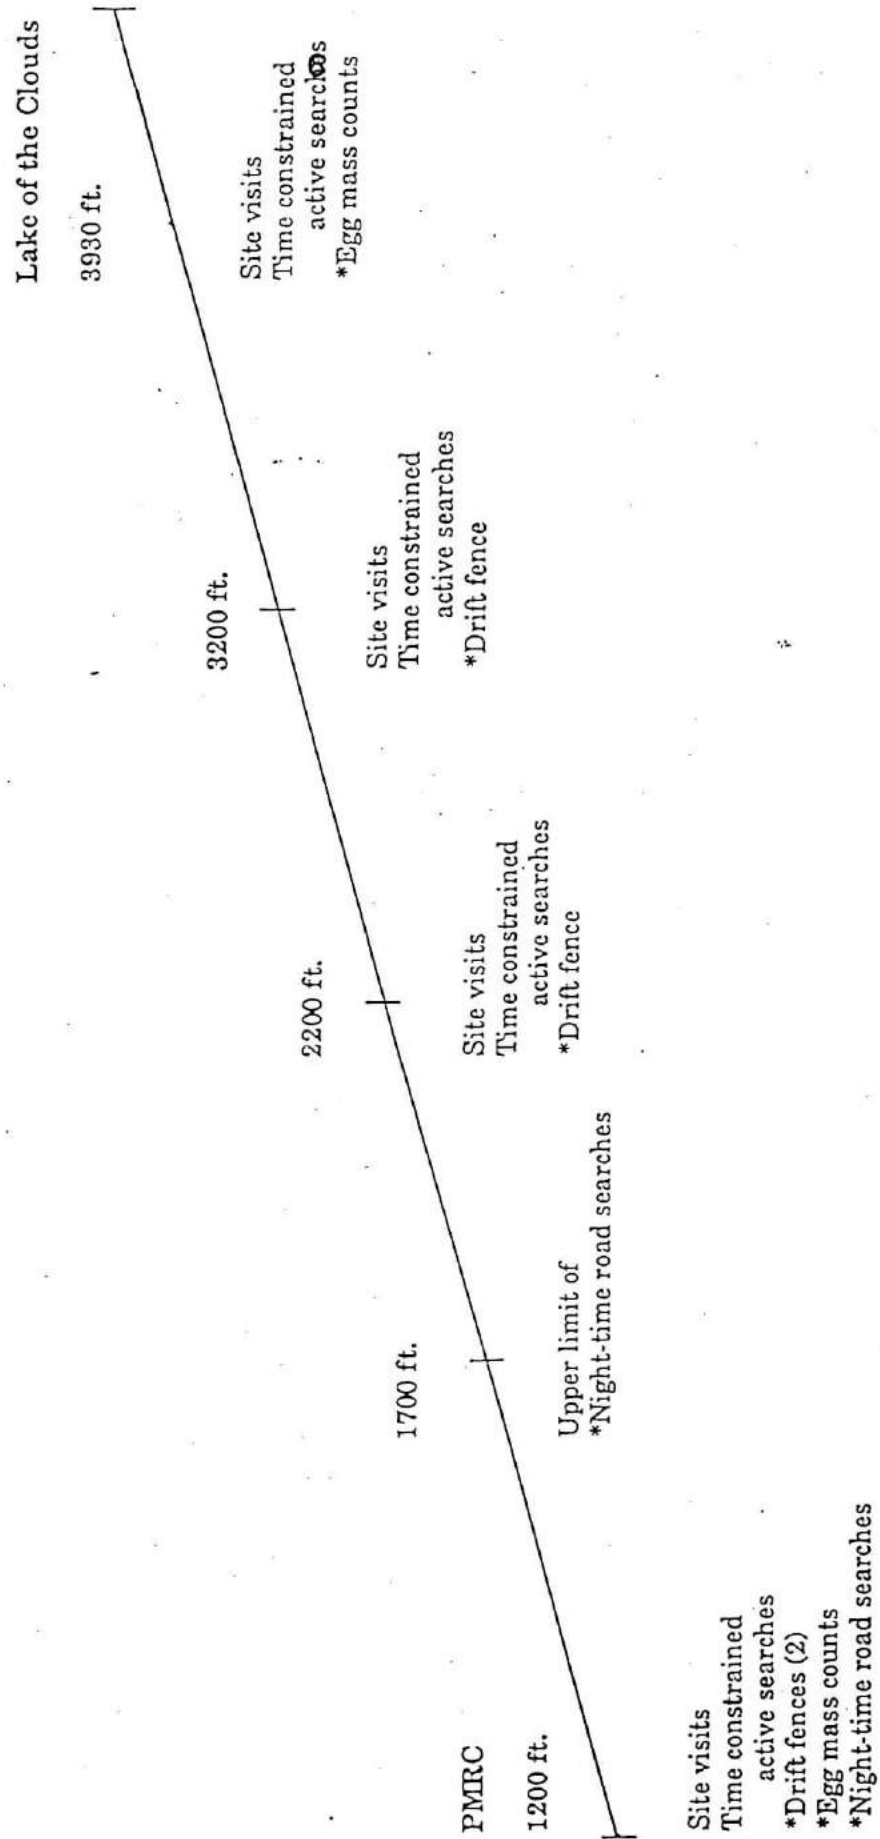 Lake of the Clouds
3930 ft.
Site visits
Time constrained
active searches
*Egg mass counts
3200 ft.
Site visits
Time constrained
active searches
*Drift fence
2200 ft.
Site visits
Time constrained
active searches
*Drift fence
1700 ft.
Upper limit of
*Night-time road searches
PMRC
1200 ft.
Site visits
Time constrained
active searches
*Drift fences (2)
*Egg mass counts
*Night-time road searches